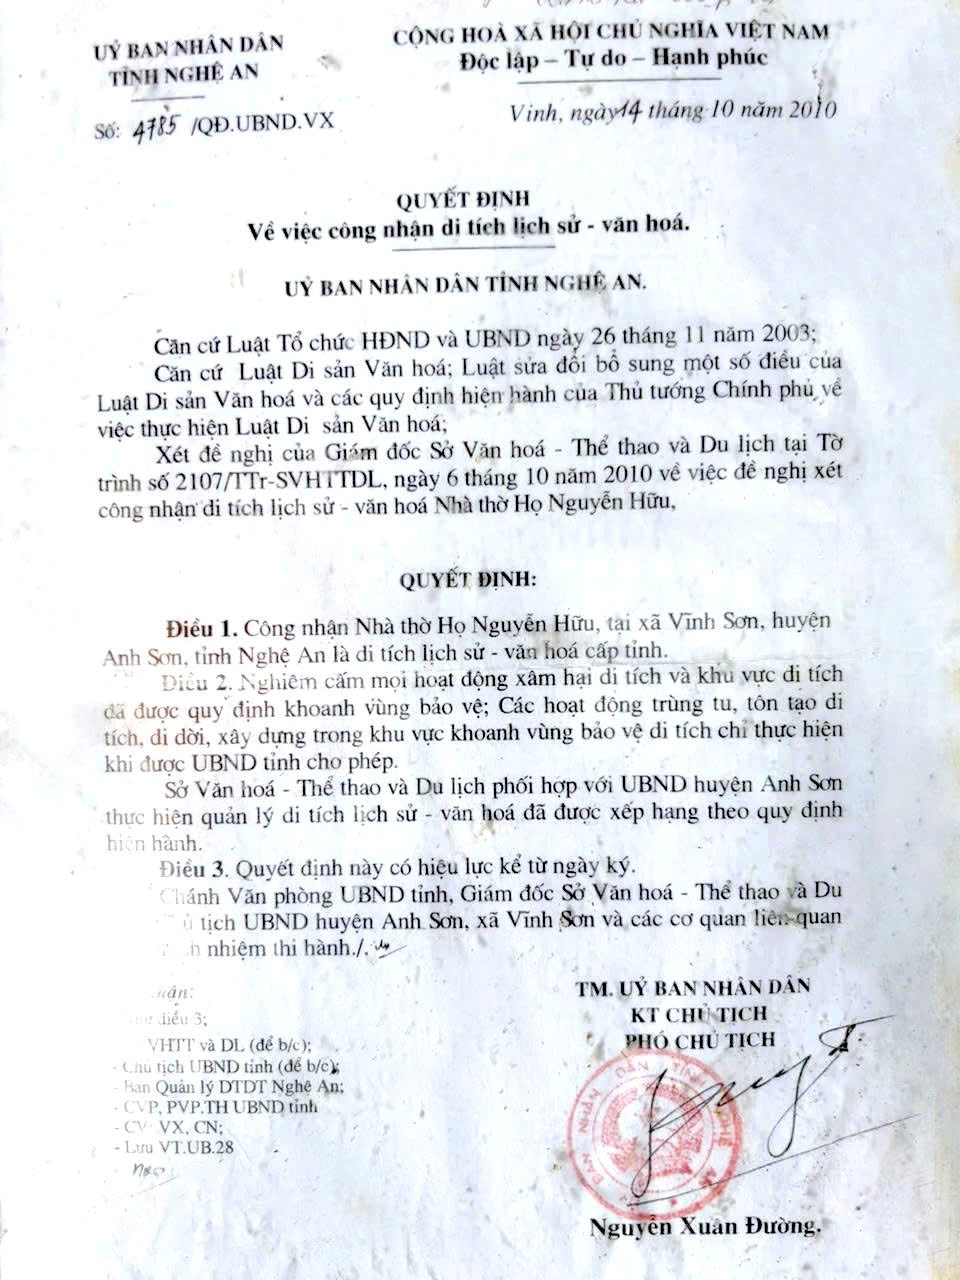 UỶ BAN NHÂN DÂN
TỈNH NGHỆ AN
Số: 4785 /QĐ.UBND.VX
CỘNG HOÀ XÃ HỘI CHỦ NGHĨA VIỆT NAM
Độc lập – Tự do – Hạnh phúc
Vinh, ngày 14 tháng 10 năm 2010
QUYẾT ĐỊNH
Về việc công nhận di tích lịch sử - văn hoá.
UỶ BAN NHÂN DÂN TỈNH NGHỆ AN.
Căn cứ Luật Tổ chức HĐND và UBND ngày 26 tháng 11 năm 2003;
Căn cứ Luật Di sản Văn hoá; Luật sửa đổi bổ sung một số điều của
Luật Di sản Văn hoá và các quy định hiện hành của Thủ tướng Chính phủ về
việc thực hiện Luật Di sản Văn hoá;
Xét đề nghị của Giám đốc Sở Văn hoá - Thể thao và Du lịch tại Tờ
trình số 2107/TTr-SVHTTDL, ngày 6 tháng 10 năm 2010 về việc đề nghị xét
công nhận di tích lịch sử - văn hoá Nhà thờ Họ Nguyễn Hữu,
QUYẾT ĐỊNH:
Điều 1. Công nhận Nhà thờ Họ Nguyễn Hữu, tại xã Vĩnh Sơn, huyện
Anh Sơn, tỉnh Nghệ An là di tích lịch sử - văn hoá cấp tỉnh.
Điều 2. Nghiêm cấm mọi hoạt động xâm hại di tích và khu vực di tích
đã được quy định khoanh vùng bảo vệ; Các hoạt động trùng tu, tôn tạo di
tích, di dời, xây dựng trong khu vực khoanh vùng bảo vệ di tích chỉ thực hiện
khi được UBND tỉnh cho phép.
Sở Văn hoá - Thể thao và Du lịch phối hợp với UBND huyện Anh Sơn
thực hiện quản lý di tích lịch sử - văn hoá đã được xếp hạng theo quy định
hiện hành.
Điều 3. Quyết định này có hiệu lực kể từ ngày ký.
Chánh Văn phòng UBND tỉnh, Giám đốc Sở Văn hoá - Thể thao và Du
tịch UBND huyện Anh Sơn, xã Vĩnh Sơn và các cơ quan liên quan
nhiệm thi hành./.
điều 3;
VHTT và DL (để b/c);
- Chủ tịch UBND tỉnh (để b/c);
- Ban Quản lý DTDT Nghệ An;
- CVP, PVP.TH UBND tỉnh
- CV VX, CN;
- Lưu VT.UB.28
TM. UỶ BAN NHÂN DÂN
KT CHỦ TỊCH
PHÓ CHỦ TỊCH
Nguyễn Xuân Đường.